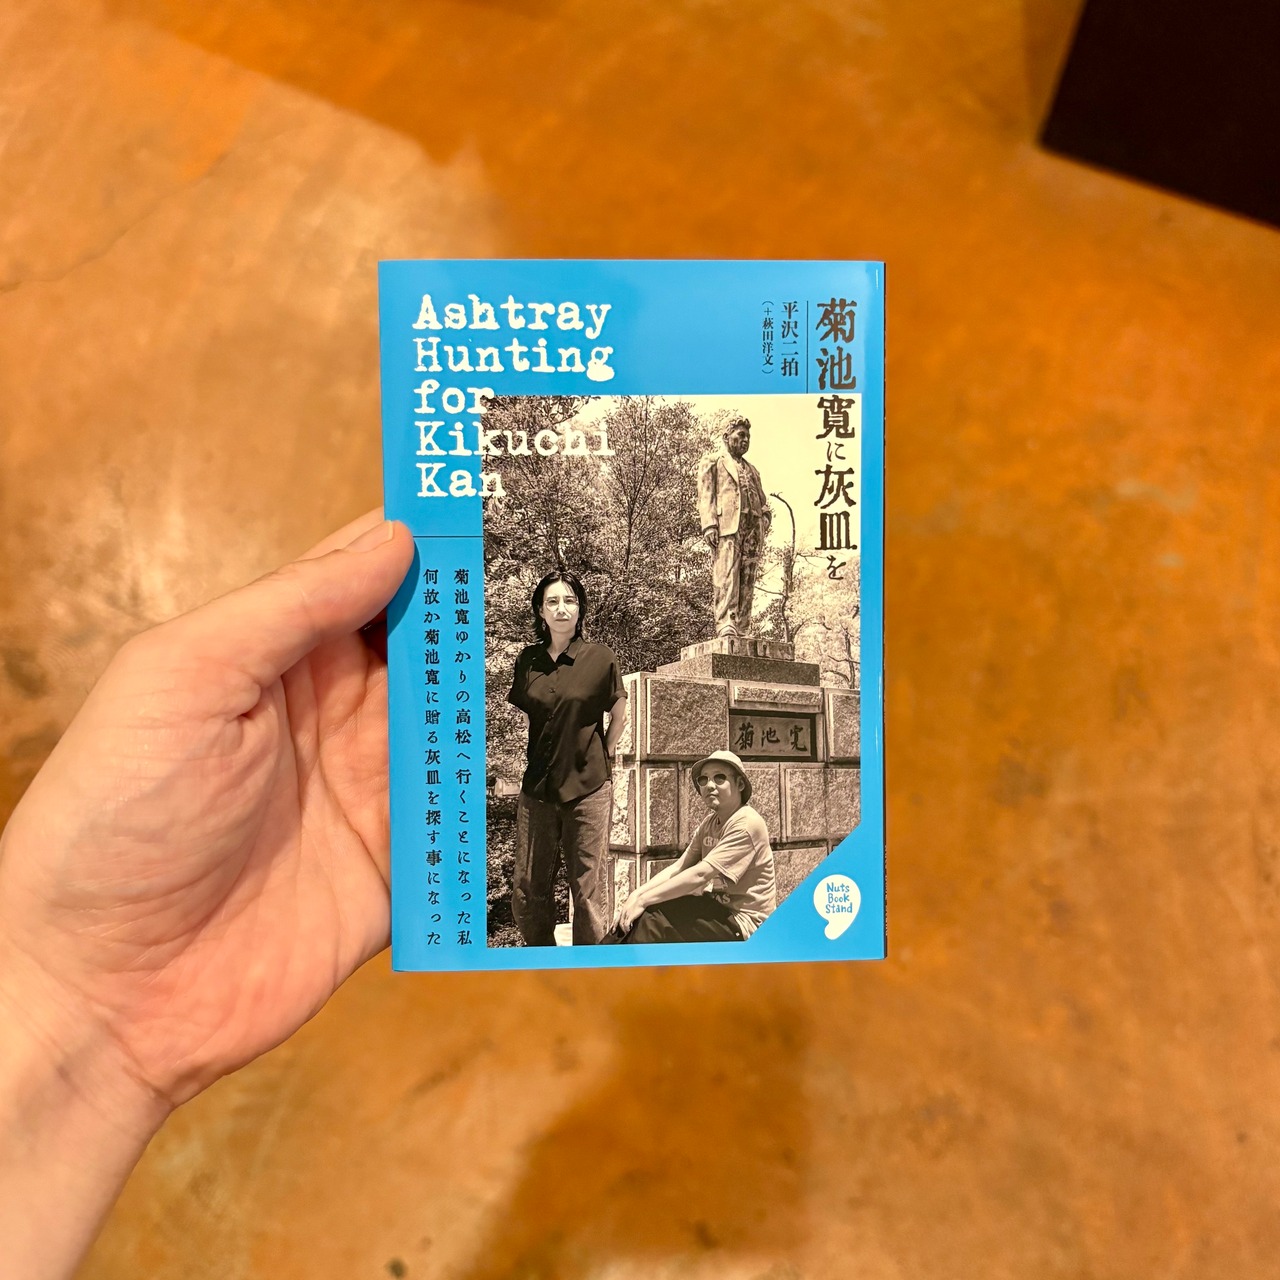 Ashtray
Hunting
for
Kikuchi
Kan
菊池寛に灰皿を
平沢二拍
(+萩田洋文)
菊池寛ゆかりの高松へ行くことになった私
何故か菊池寛に贈る灰皿を探す事になった
菊池寛
Nuts
Book
Stand